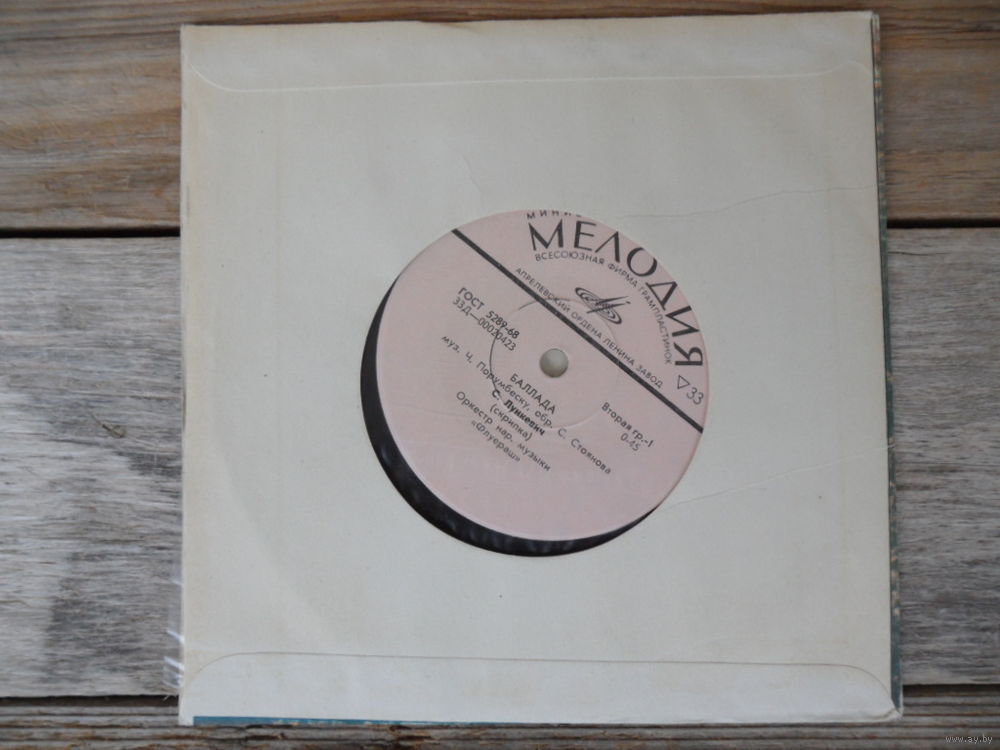 МЕЛОДИЯ
ВСЕСОЮЗНАЯ ФИРМА ГРАМПЛАСТИНОК
АПРЕЛЕВСКИЙ ОРДЕНА ЛЕНИНА ЗАВОД
▽33
ГОСТ 5289-68
33Д—00020423
Вторая гр.-1
0-45
БАЛЛАДА
муз. Ч. Порумбеску, обр. С. Стоянова
С. Лункевич
(скрипка)
Оркестр нар. музыки
«Флуераш»
www.ay.by